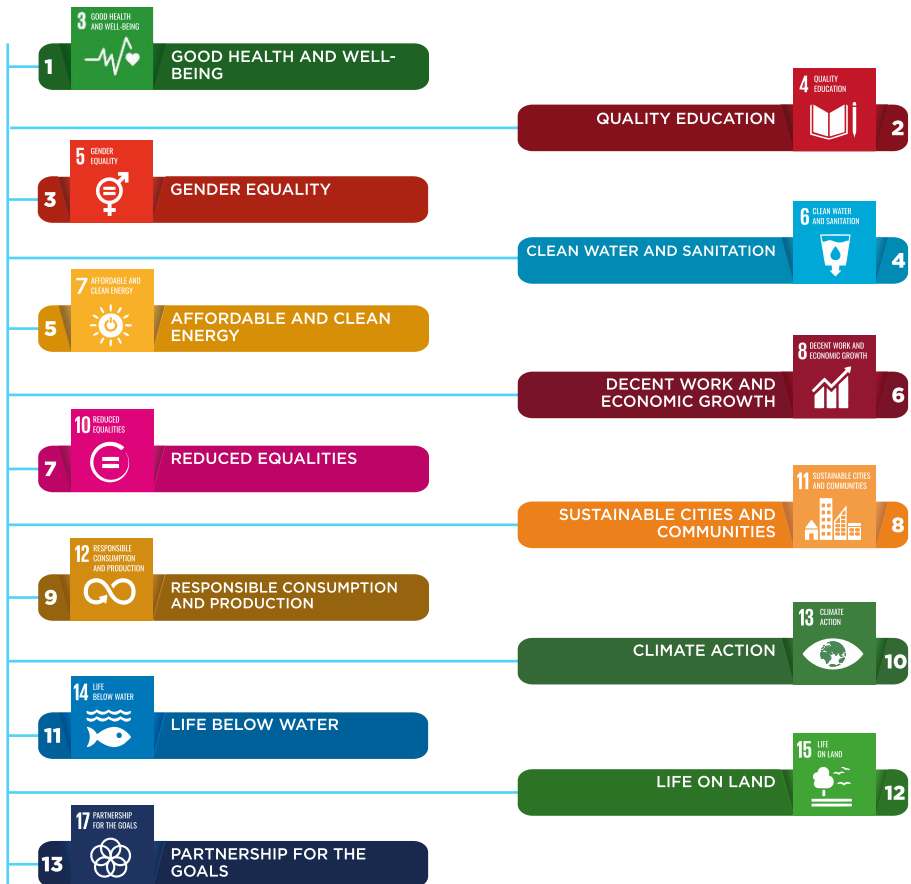 3 GOOD HEALTH
AND WELL-BEING
1
GOOD HEALTH AND WELL-
BEING
4 QUALITY
EDUCATION
QUALITY EDUCATION
2
5 GENDER
EQUALITY
3
GENDER EQUALITY
6 CLEAN WATER
AND SANITATION
CLEAN WATER AND SANITATION
4
7 AFFORDABLE AND
CLEAN ENERGY
5
AFFORDABLE AND CLEAN
ENERGY
8 DECENT WORK AND
ECONOMIC GROWTH
DECENT WORK AND
ECONOMIC GROWTH
6
10 REDUCED
EQUALITIES
7
REDUCED EQUALITIES
11 SUSTAINABLE CITIES
AND COMMUNITIES
SUSTAINABLE CITIES AND
COMMUNITIES
8
12 RESPONSIBLE
CONSUMPTION
AND PRODUCTION
9
RESPONSIBLE CONSUMPTION
AND PRODUCTION
13 CLIMATE
ACTION
CLIMATE ACTION
10
14 LIFE
BELOW WATER
11
LIFE BELOW WATER
15 LIFE
ON LAND
LIFE ON LAND
12
17 PARTNERSHIP
FOR THE GOALS
13
PARTNERSHIP FOR THE
GOALS